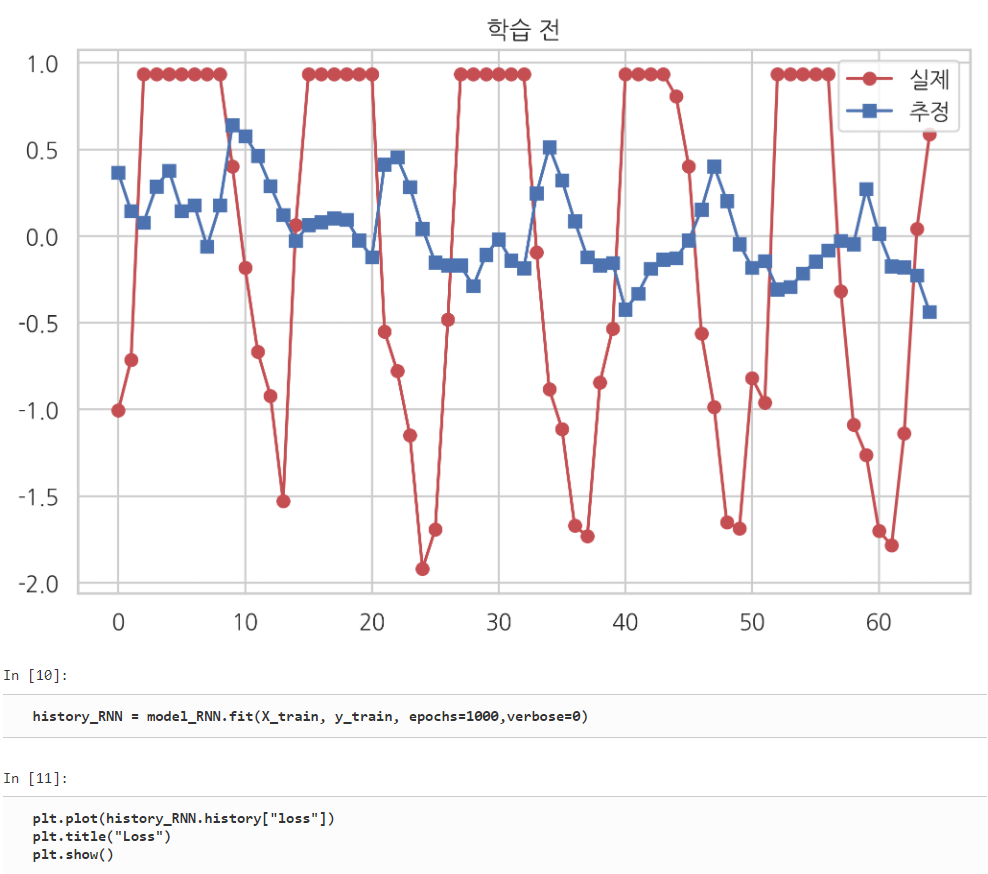 학습 전
1.0
0.5
0.0
-0.5
-1.0
-1.5
-2.0
실제
추정
0 10 20 30 40 50 60
In [10]:
history_RNN = model_RNN.fit(X_train, y_train, epochs=1000,verbose=0)
In [11]:
plt.plot(history_RNN.history["loss"])
plt.title("Loss")
plt.show()